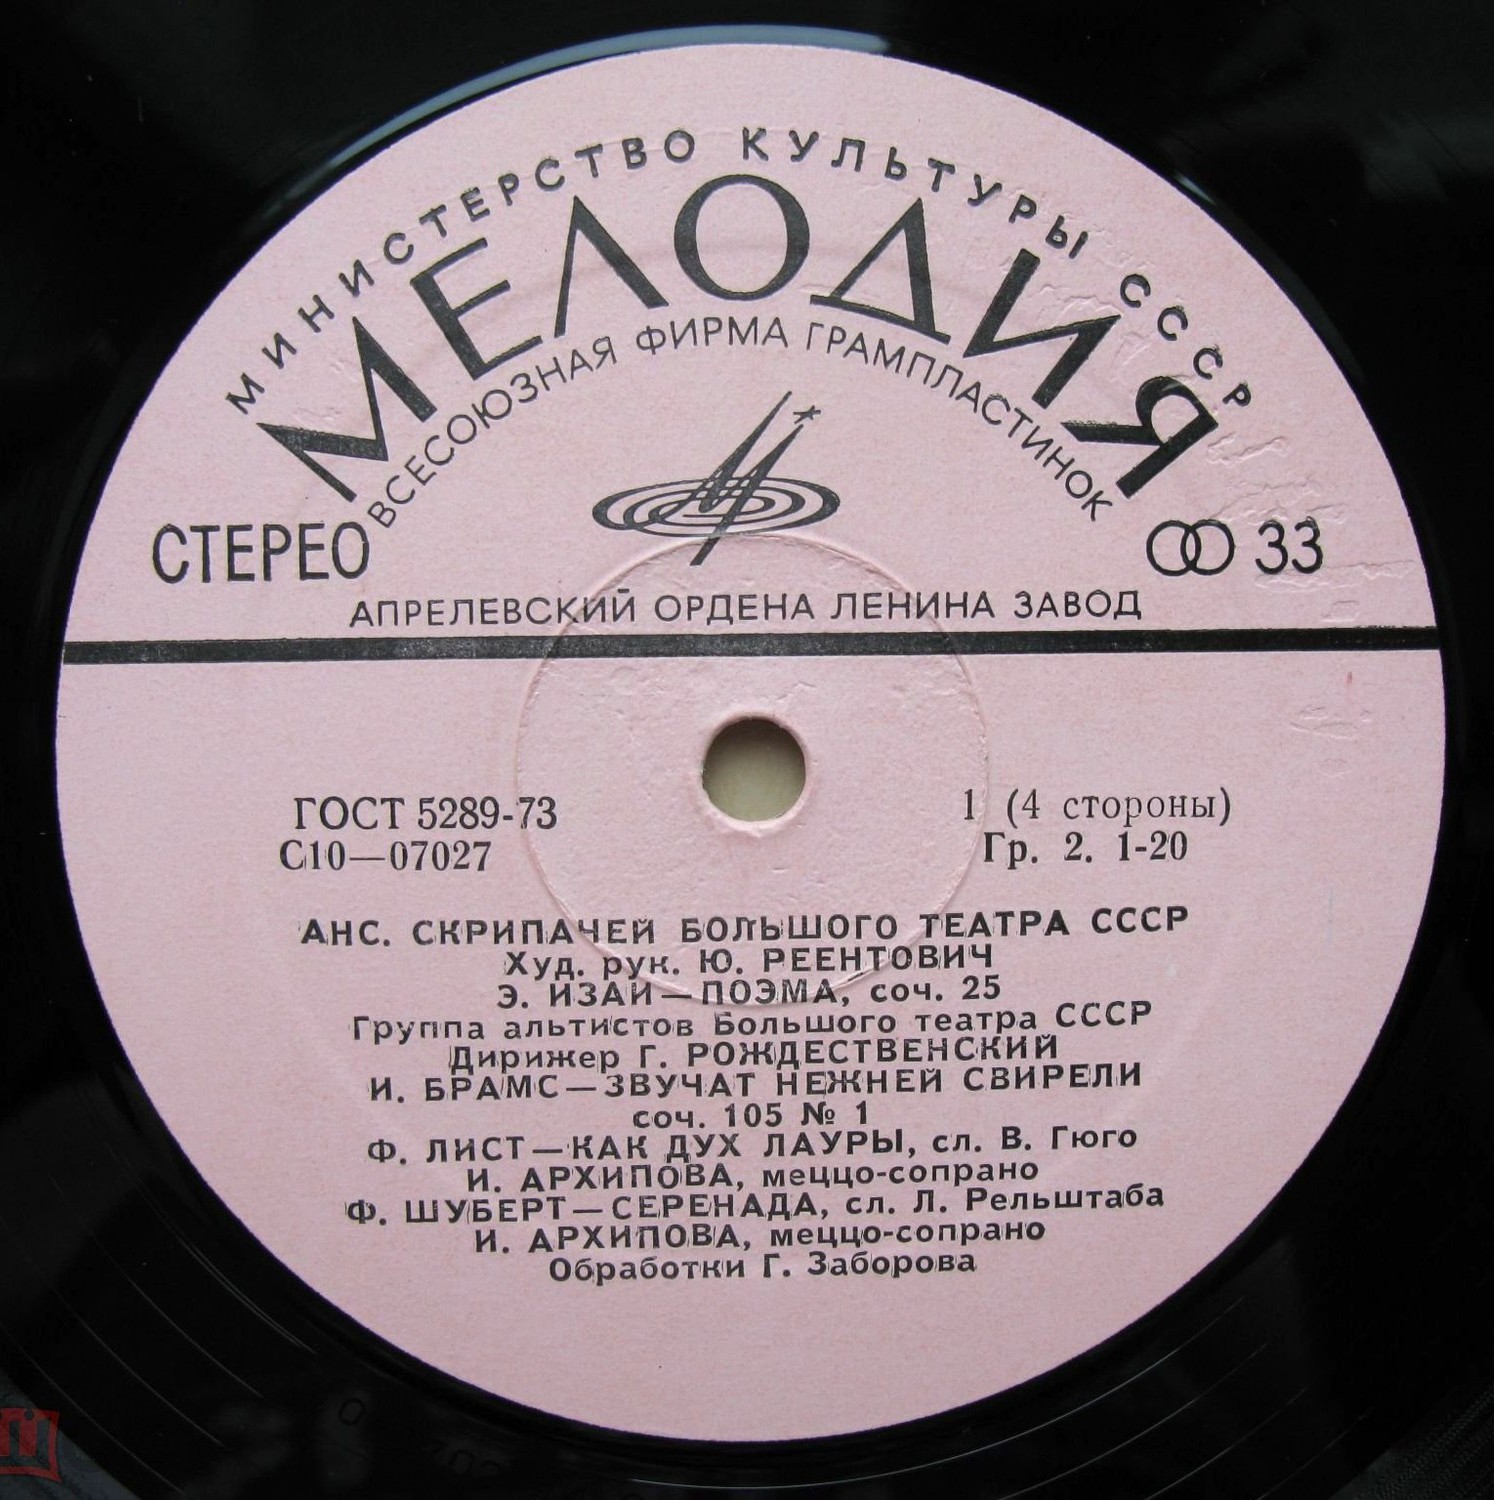 МИНИСТЕРСТВО КУЛЬТУРЫ СССР
МЕЛОДИЯ
ВСЕСОЮЗНАЯ ФИРМА ГРАМПЛАСТИНОК
СТЕРЕО
33
АПРЕЛЕВСКИЙ ОРДЕНА ЛЕНИНА ЗАВОД
ГОСТ 5289-73
1 (4 стороны)
С10—07027
Гр. 2. 1-20
АНС. СКРИПАЧЕЙ БОЛЬШОГО ТЕАТРА СССР
Худ. рук. Ю. РЕЕНТОВИЧ
Э. ИЗАИ—ПОЭМА, соч. 25
Группа альтистов Большого театра СССР
Дирижер Г. РОЖДЕСТВЕНСКИЙ
И. БРАМС—ЗВУЧАТ НЕЖНЕЙ СВИРЕЛИ
соч. 105 № 1
Ф. ЛИСТ—КАК ДУХ ЛАУРЫ, сл. В. Гюго
И. АРХИПОВА, меццо-сопрано
Ф. ШУБЕРТ—СЕРЕНАДА, сл. Л. Рельштаба
И. АРХИПОВА, меццо-сопрано
Обработки Г. Заборова